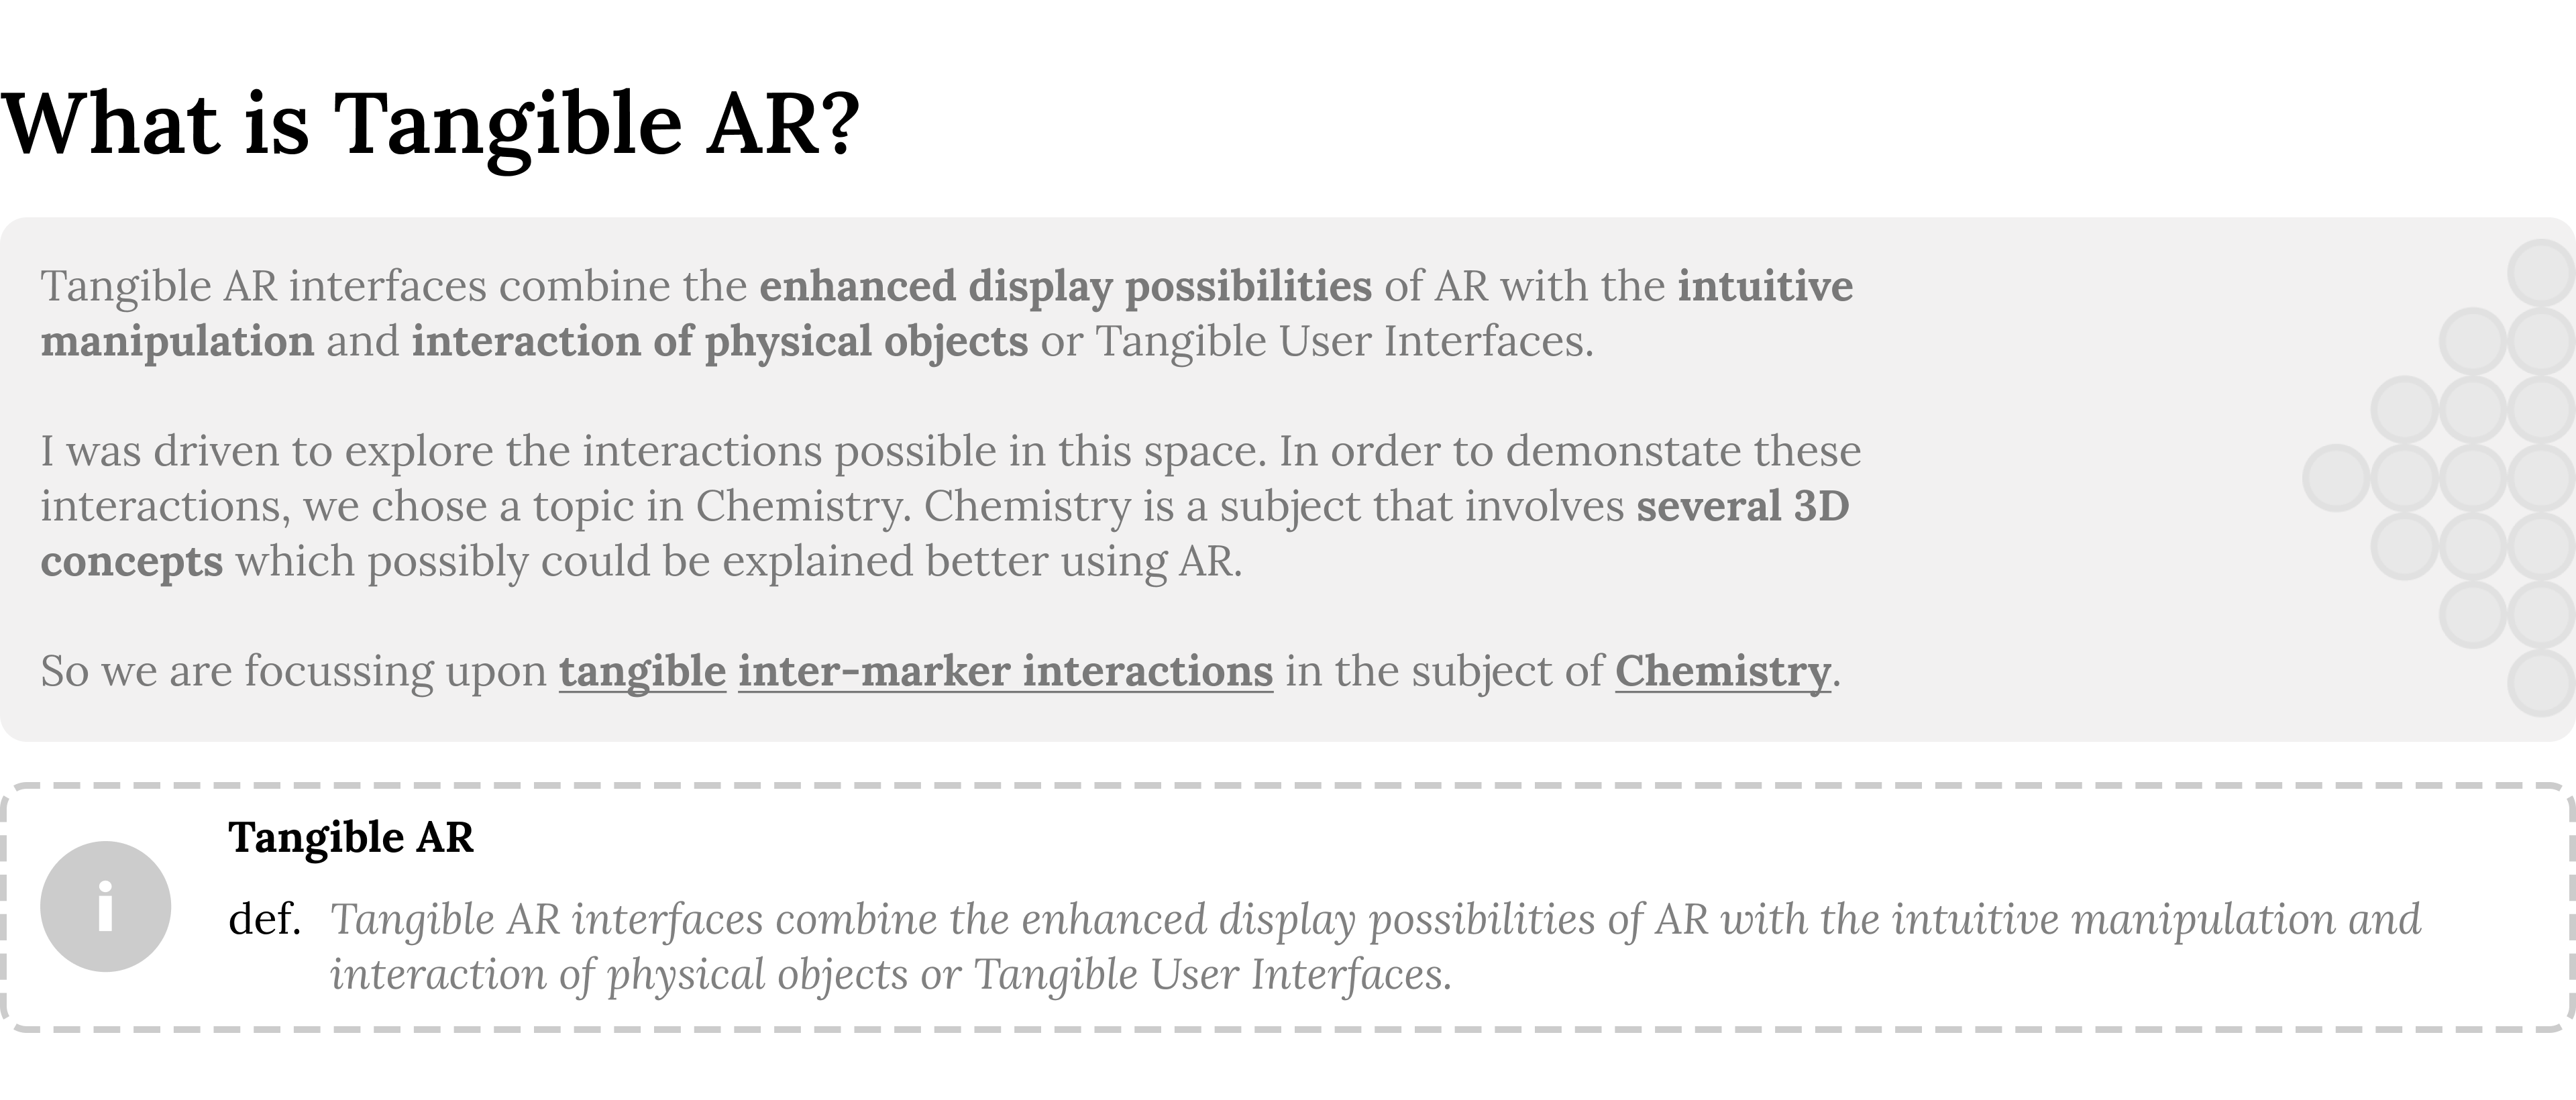 What is Tangible AR?
Tangible AR interfaces combine the enhanced display possibilities of AR with the intuitive
manipulation and interaction of physical objects or Tangible User Interfaces.
I was driven to explore the interactions possible in this space. In order to demonstate these
interactions, we chose a topic in Chemistry. Chemistry is a subject that involves several 3D
concepts which possibly could be explained better using AR.
So we are focussing upon tangible inter-marker interactions in the subject of Chemistry.
i
Tangible AR
def. Tangible AR interfaces combine the enhanced display possibilities of AR with the intuitive manipulation and
interaction of physical objects or Tangible User Interfaces.